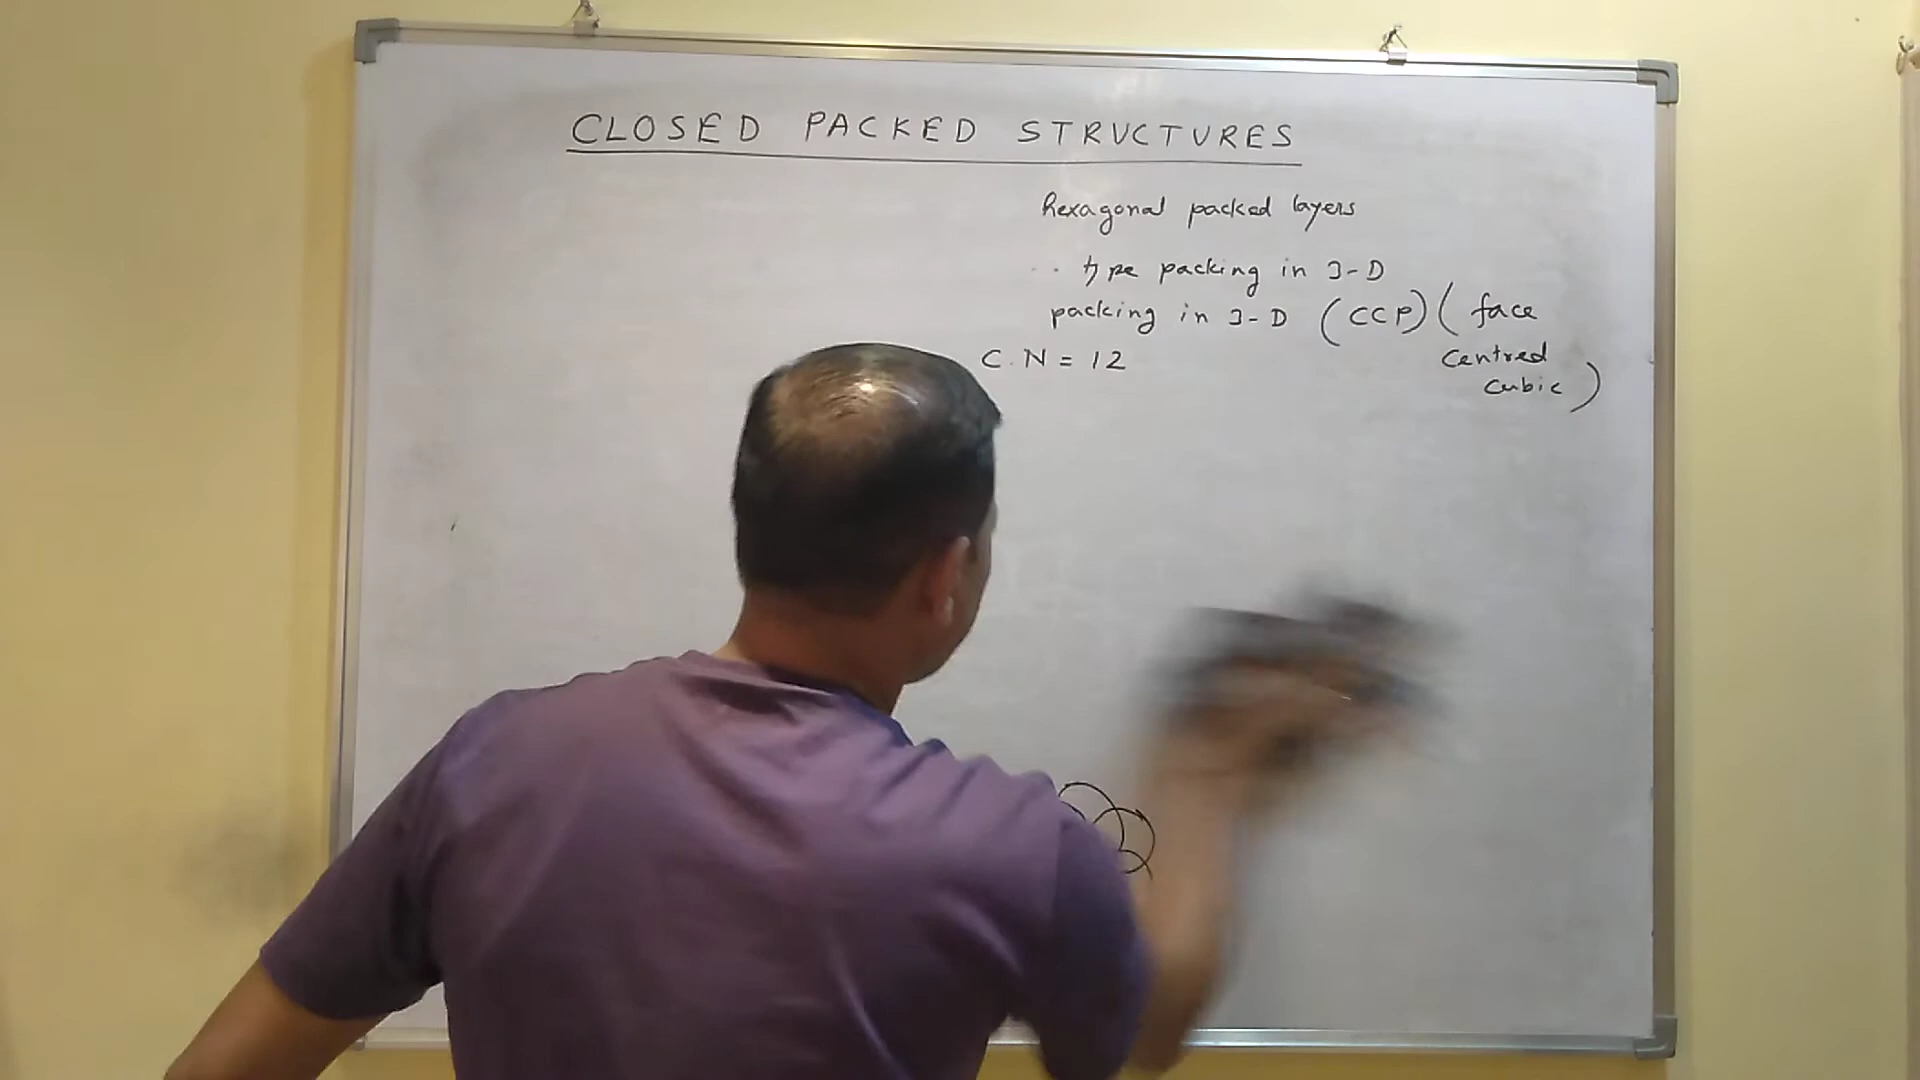 CLOSED PACKED STRUCTURES
hexagonal packed layers
type packing in 3-D
packing in 3-D (CCP) (face
Centred
cubic)
C.N = 12